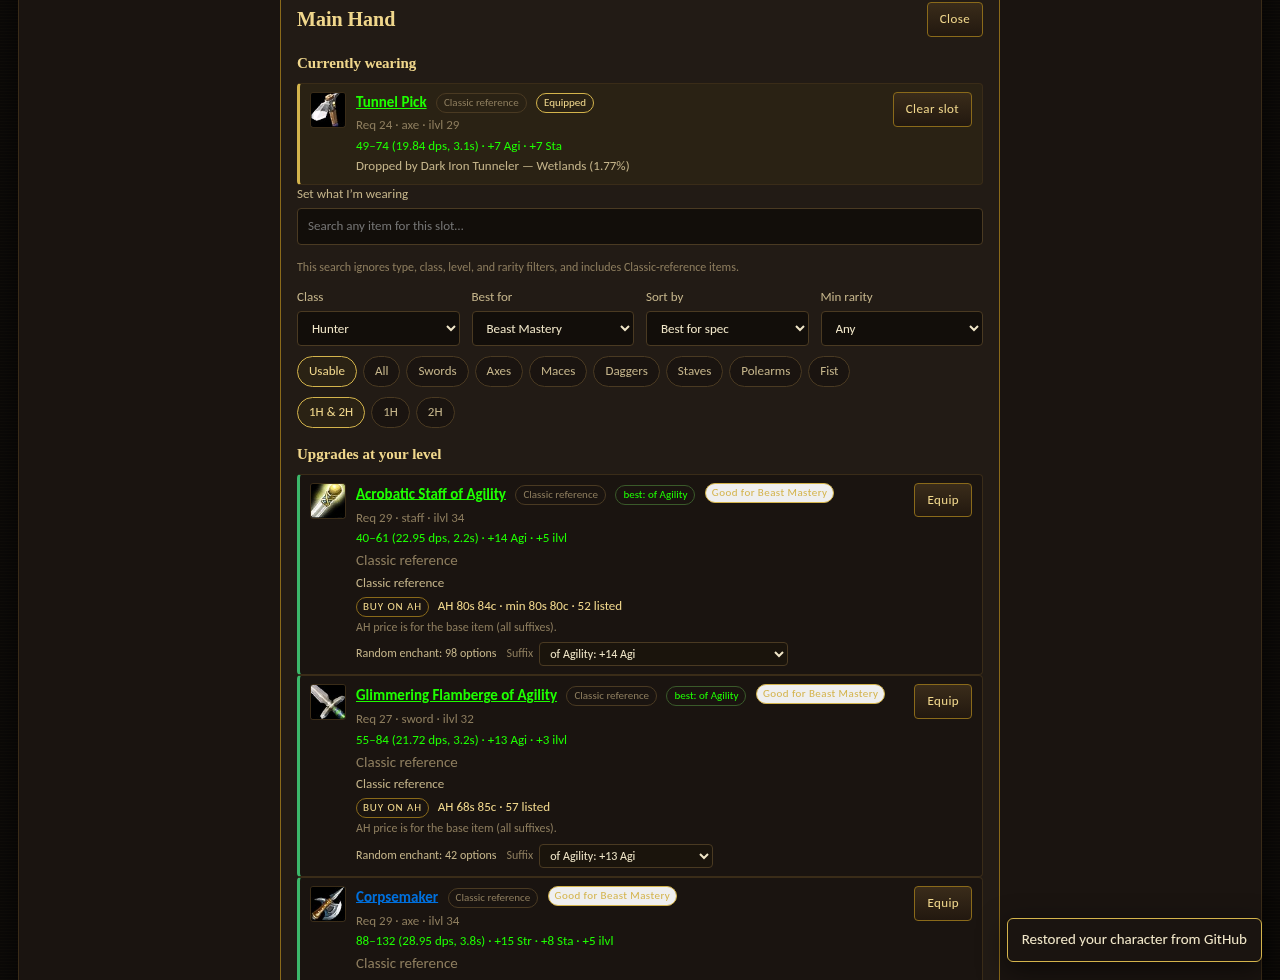 Main Hand
Close
Currently wearing
Tunnel Pick Classic reference Equipped
Clear slot
Req 24 · axe · ilvl 29
49–74 (19.84 dps, 3.1s) · +7 Agi · +7 Sta
Dropped by Dark Iron Tunneler — Wetlands (1.77%)
Set what I'm wearing
Search any item for this slot...
This search ignores type, class, level, and rarity filters, and includes Classic-reference items.
Class Best for Sort by Min rarity
Hunter Beast Mastery Best for spec Any
Usable All Swords Axes Maces Daggers Staves Polearms Fist
1H & 2H 1H 2H
Upgrades at your level
Acrobatic Staff of Agility Classic reference best: of Agility Good for Beast Mastery
Equip
Req 29 · staff · ilvl 34
40–61 (22.95 dps, 2.2s) · +14 Agi · +5 ilvl
Classic reference
Classic reference
BUY ON AH AH 80s 84c · min 80s 80c · 52 listed
AH price is for the base item (all suffixes).
Random enchant: 98 options Suffix of Agility: +14 Agi
Glimmering Flamberge of Agility Classic reference best: of Agility Good for Beast Mastery
Equip
Req 27 · sword · ilvl 32
55–84 (21.72 dps, 3.2s) · +13 Agi · +3 ilvl
Classic reference
Classic reference
BUY ON AH AH 68s 85c · 57 listed
AH price is for the base item (all suffixes).
Random enchant: 42 options Suffix of Agility: +13 Agi
Corpsemaker Classic reference Good for Beast Mastery
Equip
Req 29 · axe · ilvl 34
88–132 (28.95 dps, 3.8s) · +15 Str · +8 Sta · +5 ilvl
Classic reference
Restored your character from GitHub